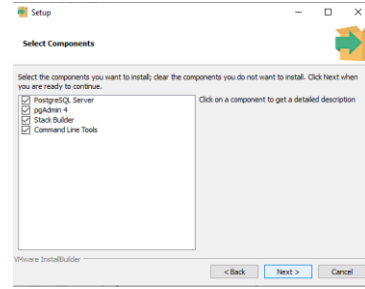 Setup
Select Components
Select the components you want to install; clear the components you do not want to install. Click Next when
you are ready to continue.
PostgreSQL Server
pgAdmin 4
Stack Builder
Command Line Tools
Click on a component to get a detailed description
VMware InstallBuilder
< Back
Next >
Cancel